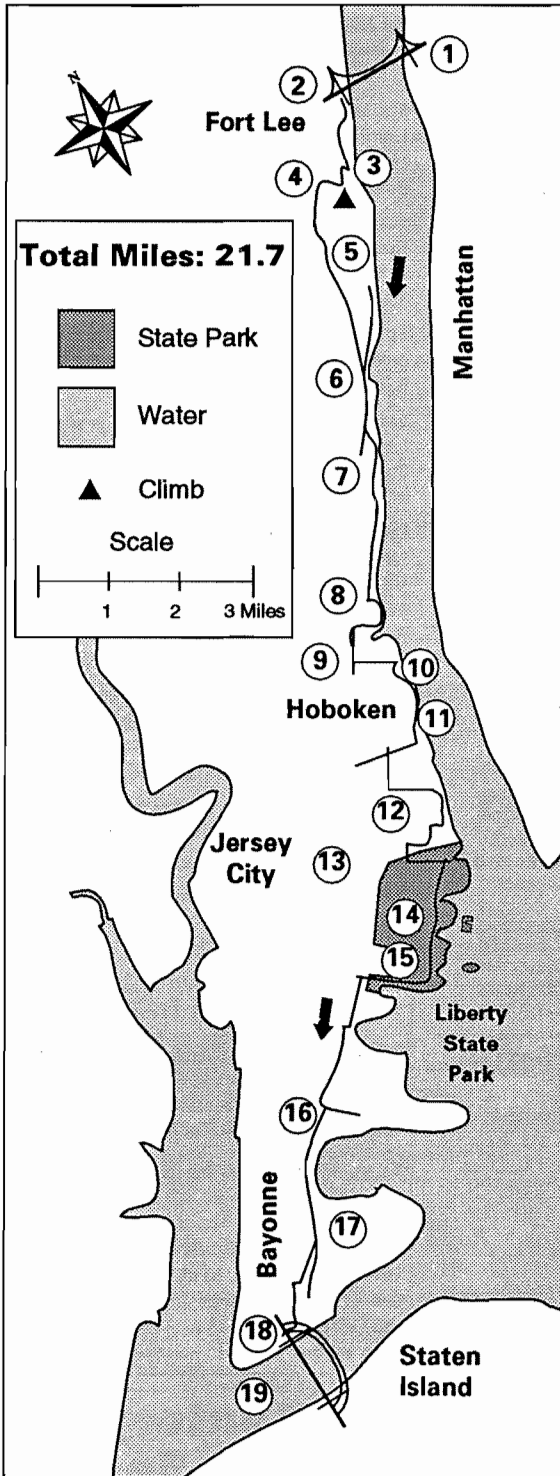 1
2
N
Fort Lee
3
4
Total Miles: 21.7
5
State Park
Manhattan
6
Water
Climb
7
Scale
1 2 3 Miles
8
9
10
Hoboken
11
12
Jersey
City
13
14
15
Liberty
State
Park
16
Bayonne
17
18
Staten
Island
19